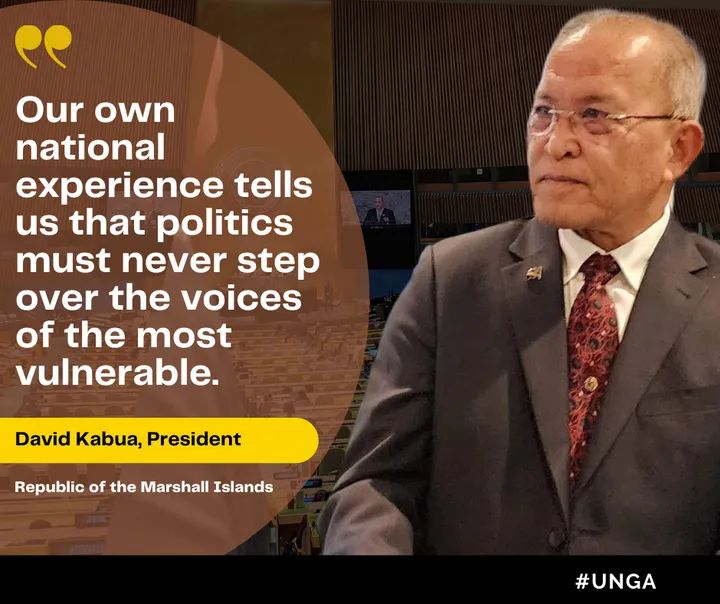 Our own
national
experience tells
us that politics
must never step
over the voices
of the most
vulnerable.
David Kabua, President
Republic of the Marshall Islands
#UNGA